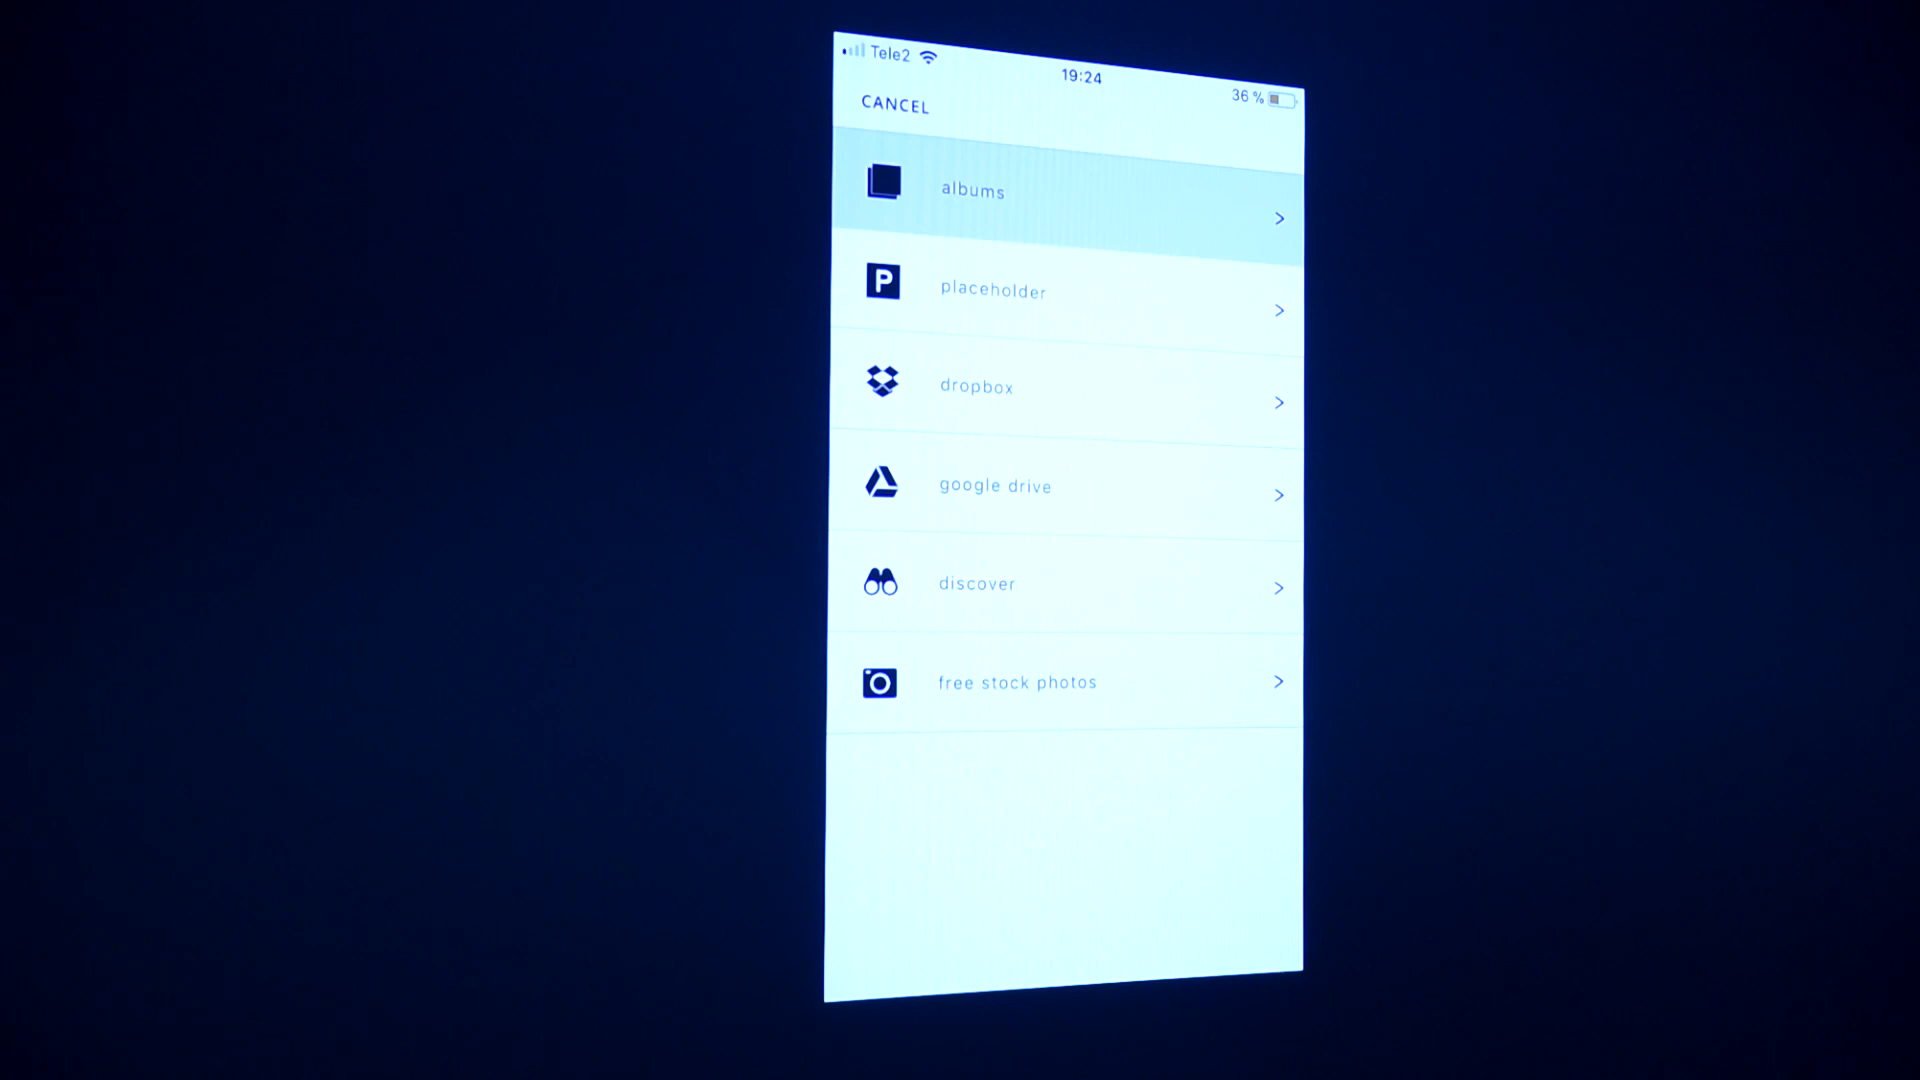 Tele2
19:24
36 %
CANCEL
albums
P placeholder
dropbox
google drive
discover
free stock photos